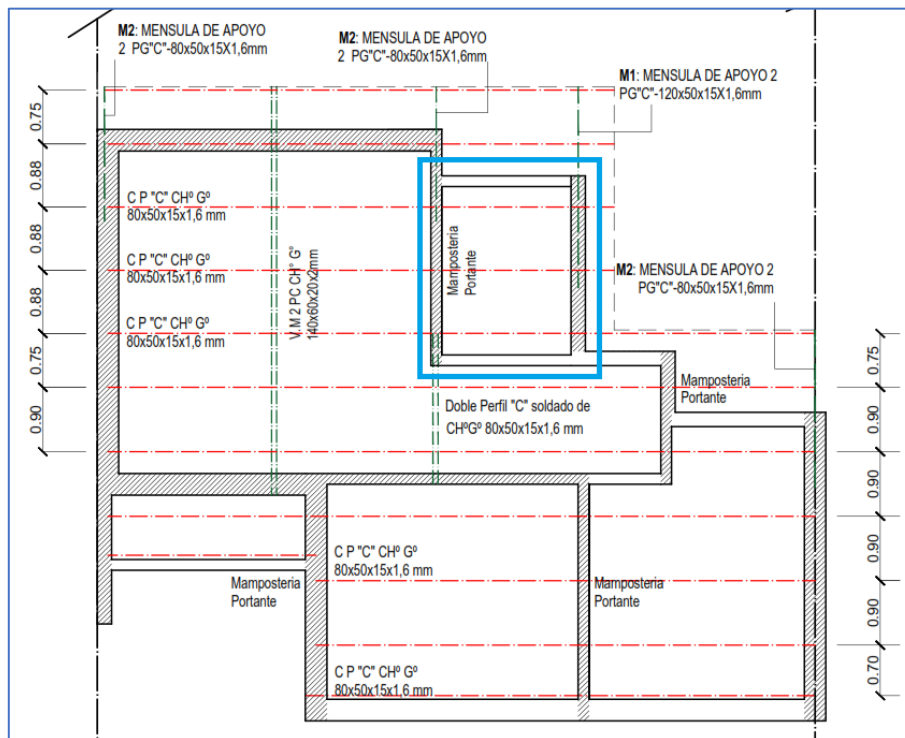 M2: MENSULA DE APOYO
2 PG"C"-80x50x15X1,6mm
M2: MENSULA DE APOYO
2 PG"C"-80x50x15X1,6mm
M1: MENSULA DE APOYO 2
PG"C"-120x50x15X1,6mm
0.75
0.88
0.88
0.88
0.75
0.90
C P "C" CHº Gº
80x50x15x1,6 mm
C P "C" CHº Gº
80x50x15x1,6 mm
C P "C" CHº Gº
80x50x15x1,6 mm
V.M 2 PC CH° G°
140x60x20x2mm
Mamposteria
Portante
M2: MENSULA DE APOYO 2
PG"C"-80x50x15X1,6mm
Mamposteria
Portante
Doble Perfil "C" soldado de
CHºGº 80x50x15x1,6 mm
0.75
0.90
0.90
0.90
0.90
0.70
C P "C" CHº Gº
80x50x15x1,6 mm
Mamposteria
Portante
Mamposteria
Portante
C P "C" CHº Gº
80x50x15x1,6 mm